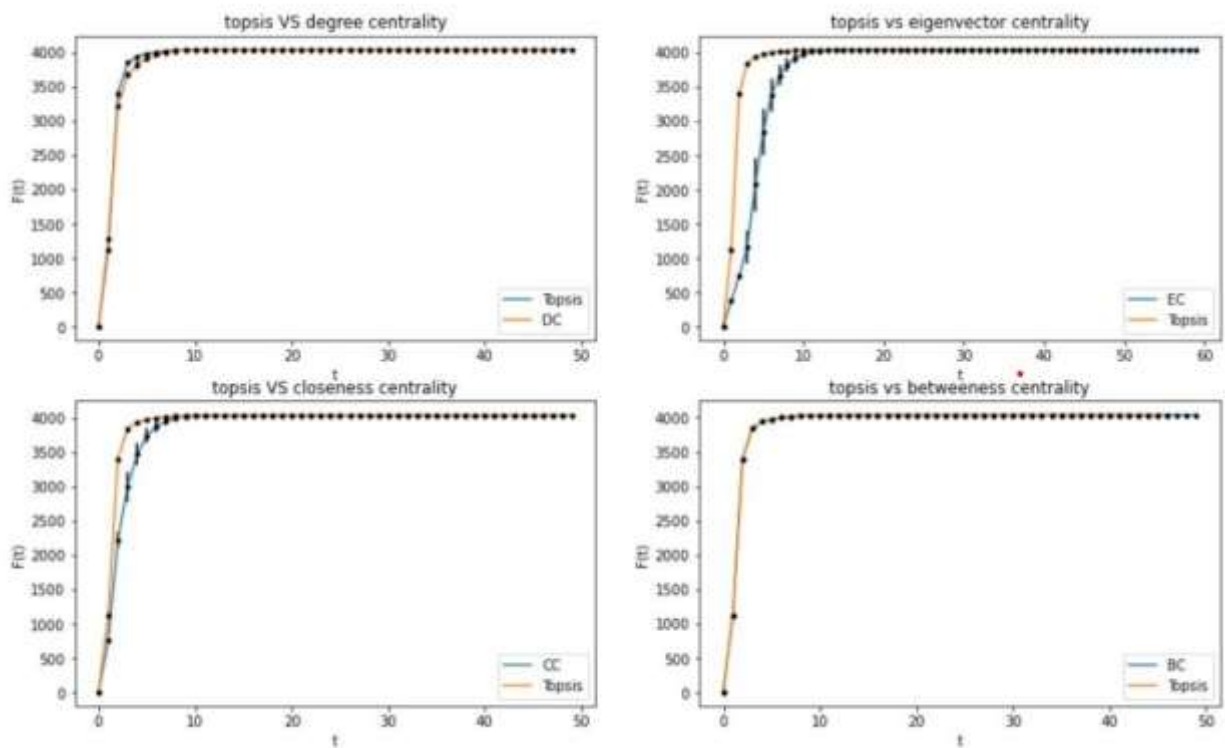 topsis VS degree centrality
4000
3500
3000
2500
2000
1500
1000
500
0
F(t)
0 10 20 30 40 50
t
Topsis
DC
topsis vs eigenvector centrality
4000
3500
3000
2500
2000
1500
1000
500
0
F(t)
0 10 20 30 40 50 60
t
EC
Topsis
topsis VS closeness centrality
4000
3500
3000
2500
2000
1500
1000
500
0
F(t)
0 10 20 30 40 50
t
CC
Topsis
topsis vs betweeness centrality
4000
3500
3000
2500
2000
1500
1000
500
0
F(t)
0 10 20 30 40 50
t
BC
Topsis